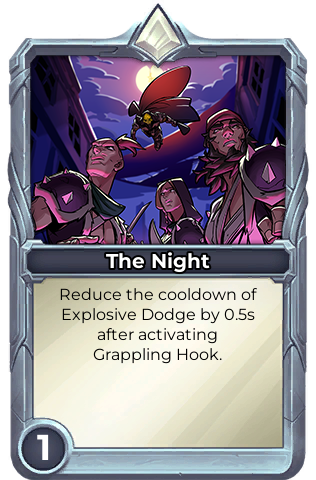 The Night
Reduce the cooldown of
Explosive Dodge by 0.5s
after activating
Grappling Hook.
1